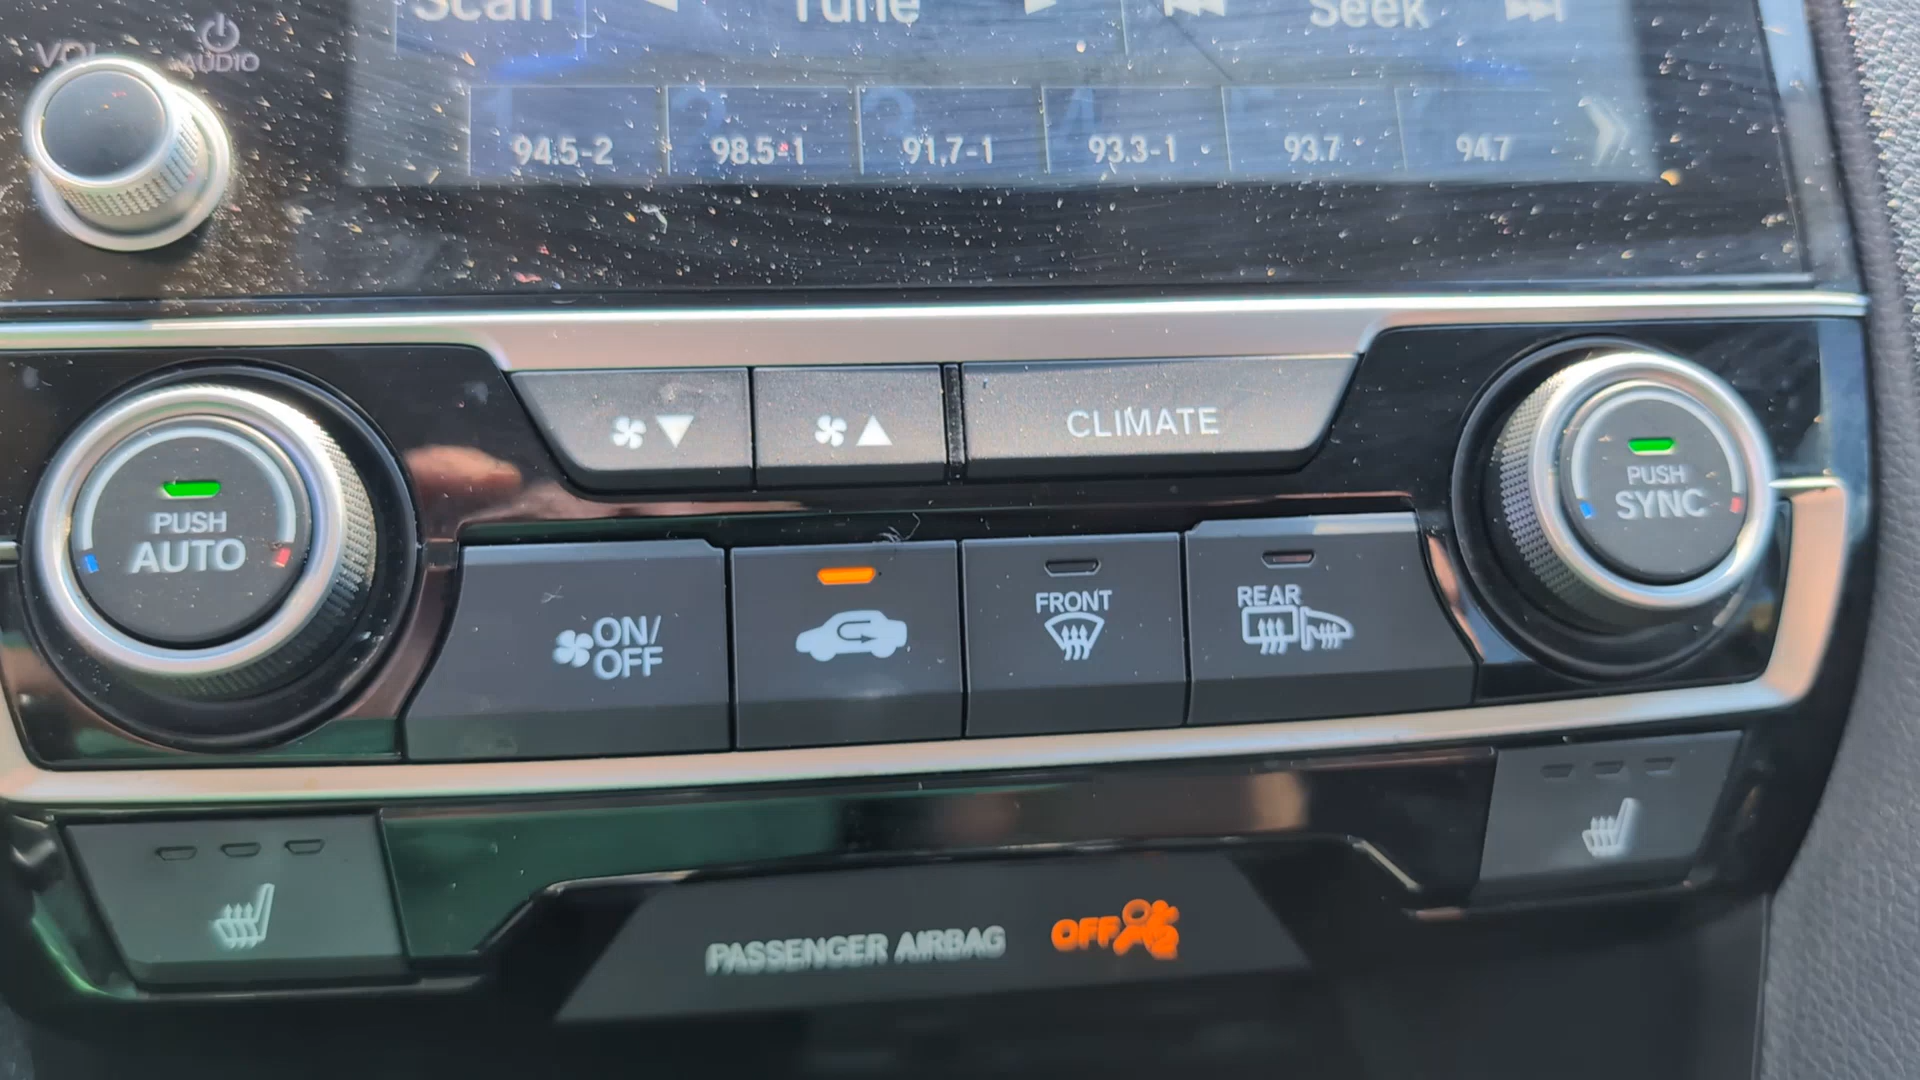 Scan Tune Seek
VOL AUDIO
94.5-2 98.5-1 91.7-1 93.3-1 93.7 94.7
CLIMATE
PUSH
AUTO
PUSH
SYNC
ON/
OFF
FRONT
REAR
PASSENGER AIRBAG OFF